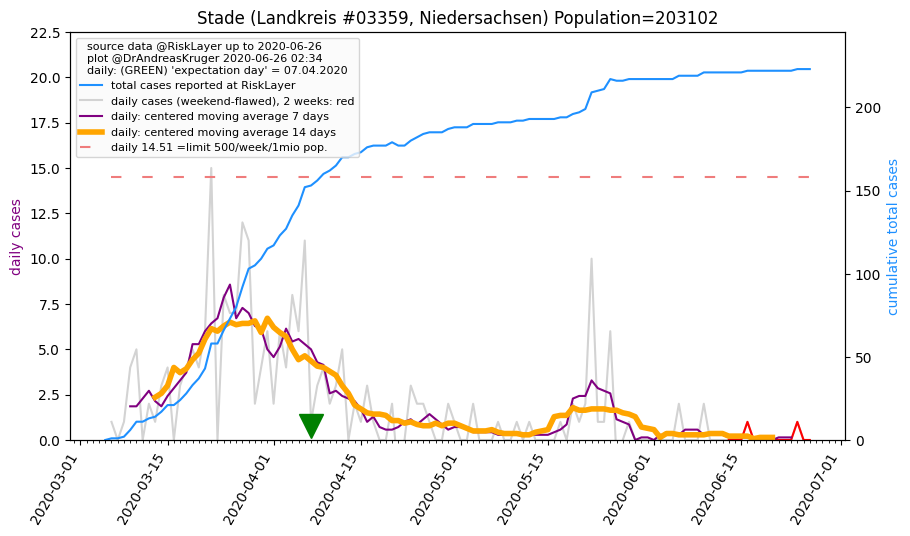 Stade (Landkreis #03359, Niedersachsen) Population=203102
source data @RiskLayer up to 2020-06-26
plot @DrAndreasKruger 2020-06-26 02:34
daily: (GREEN) 'expectation day' = 07.04.2020
total cases reported at RiskLayer
daily cases (weekend-flawed), 2 weeks: red
daily: centered moving average 7 days
daily: centered moving average 14 days
daily 14.51 =limit 500/week/1mio pop.
daily cases
22.5
20.0
17.5
15.0
12.5
10.0
7.5
5.0
2.5
0.0
cumulative total cases
200
150
100
50
0
2020-03-01
2020-03-15
2020-04-01
2020-04-15
2020-05-01
2020-05-15
2020-06-01
2020-06-15
2020-07-01